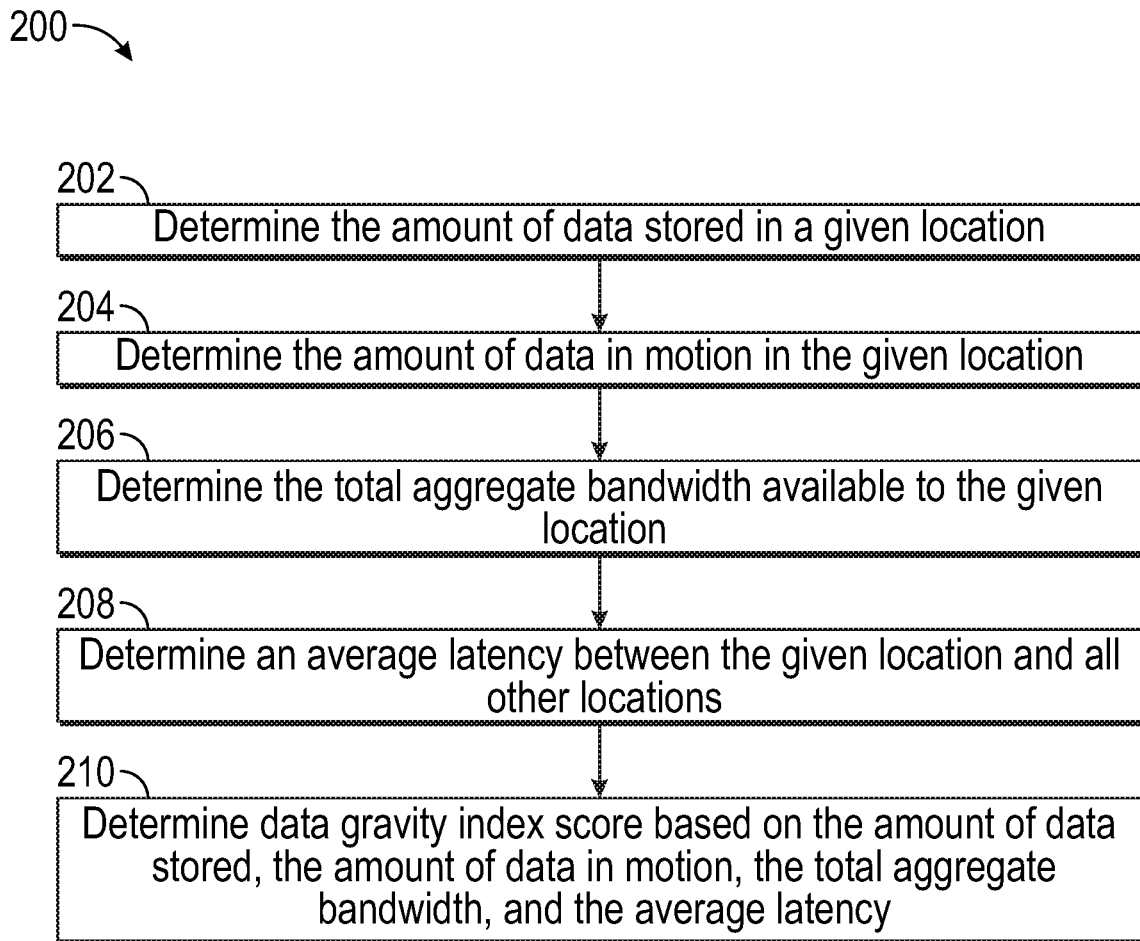 200
202
Determine the amount of data stored in a given location
204
Determine the amount of data in motion in the given location
206
Determine the total aggregate bandwidth available to the given
location
208
Determine an average latency between the given location and all
other locations
210
Determine data gravity index score based on the amount of data
stored, the amount of data in motion, the total aggregate
bandwidth, and the average latency